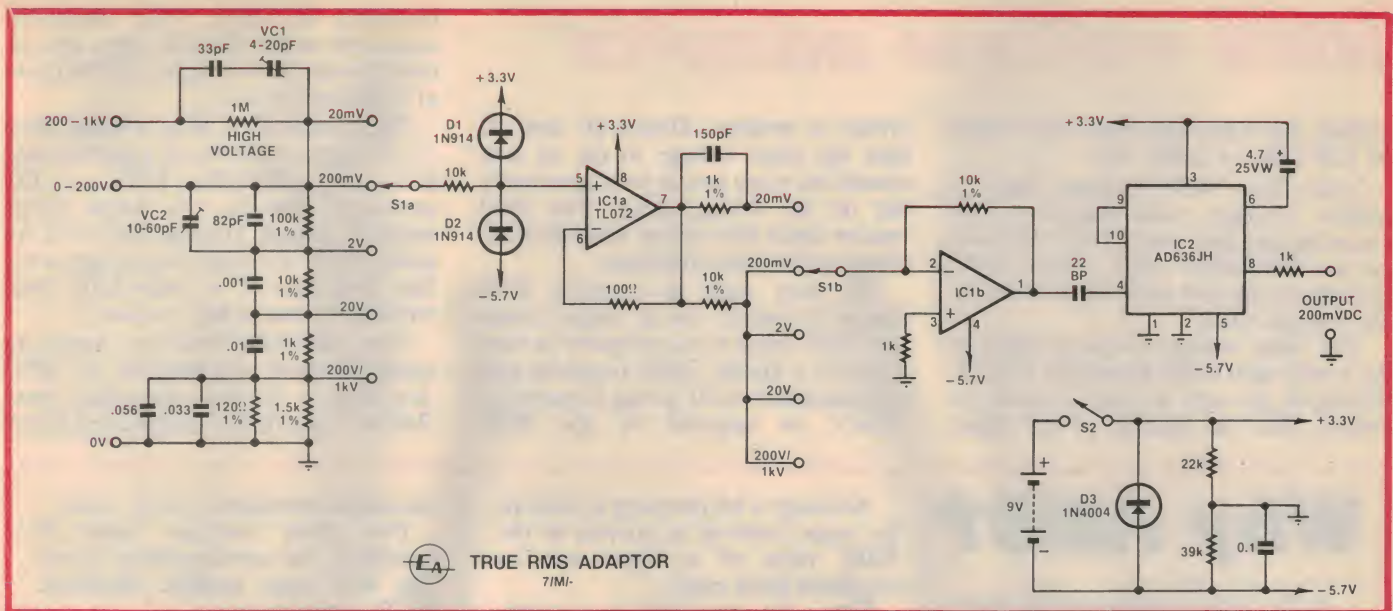 VC1
4-20pF
33pF
1M
HIGH
VOLTAGE
200-1kV
20mV
0-200V
200mV
VC2
10-60pF
82pF
100k
1%
2V
.001
10k
1%
20V
.01
1k
1%
200V/
1kV
.056
.033
120Ω
1%
1.5k
1%
0V
S1a
10k
+3.3V
D1
1N914
D2
1N914
-5.7V
+3.3V
5
+
8
IC1a
TL072
7
6
-
100Ω
150pF
1k
1%
20mV
200mV
10k
1%
2V
20V
200V/
1kV
S1b
10k
1%
2
-
IC1b
1
3
+
4
1k
-5.7V
22
BP
+3.3V
4.7
25VW
+
3
9
6
10
IC2
AD636JH
8
4
1
2
5
-5.7V
1k
OUTPUT
200mVDC
S2
+3.3V
+
9V
-
D3
1N4004
22k
39k
0.1
-5.7V
EA
TRUE RMS ADAPTOR
7/M/-